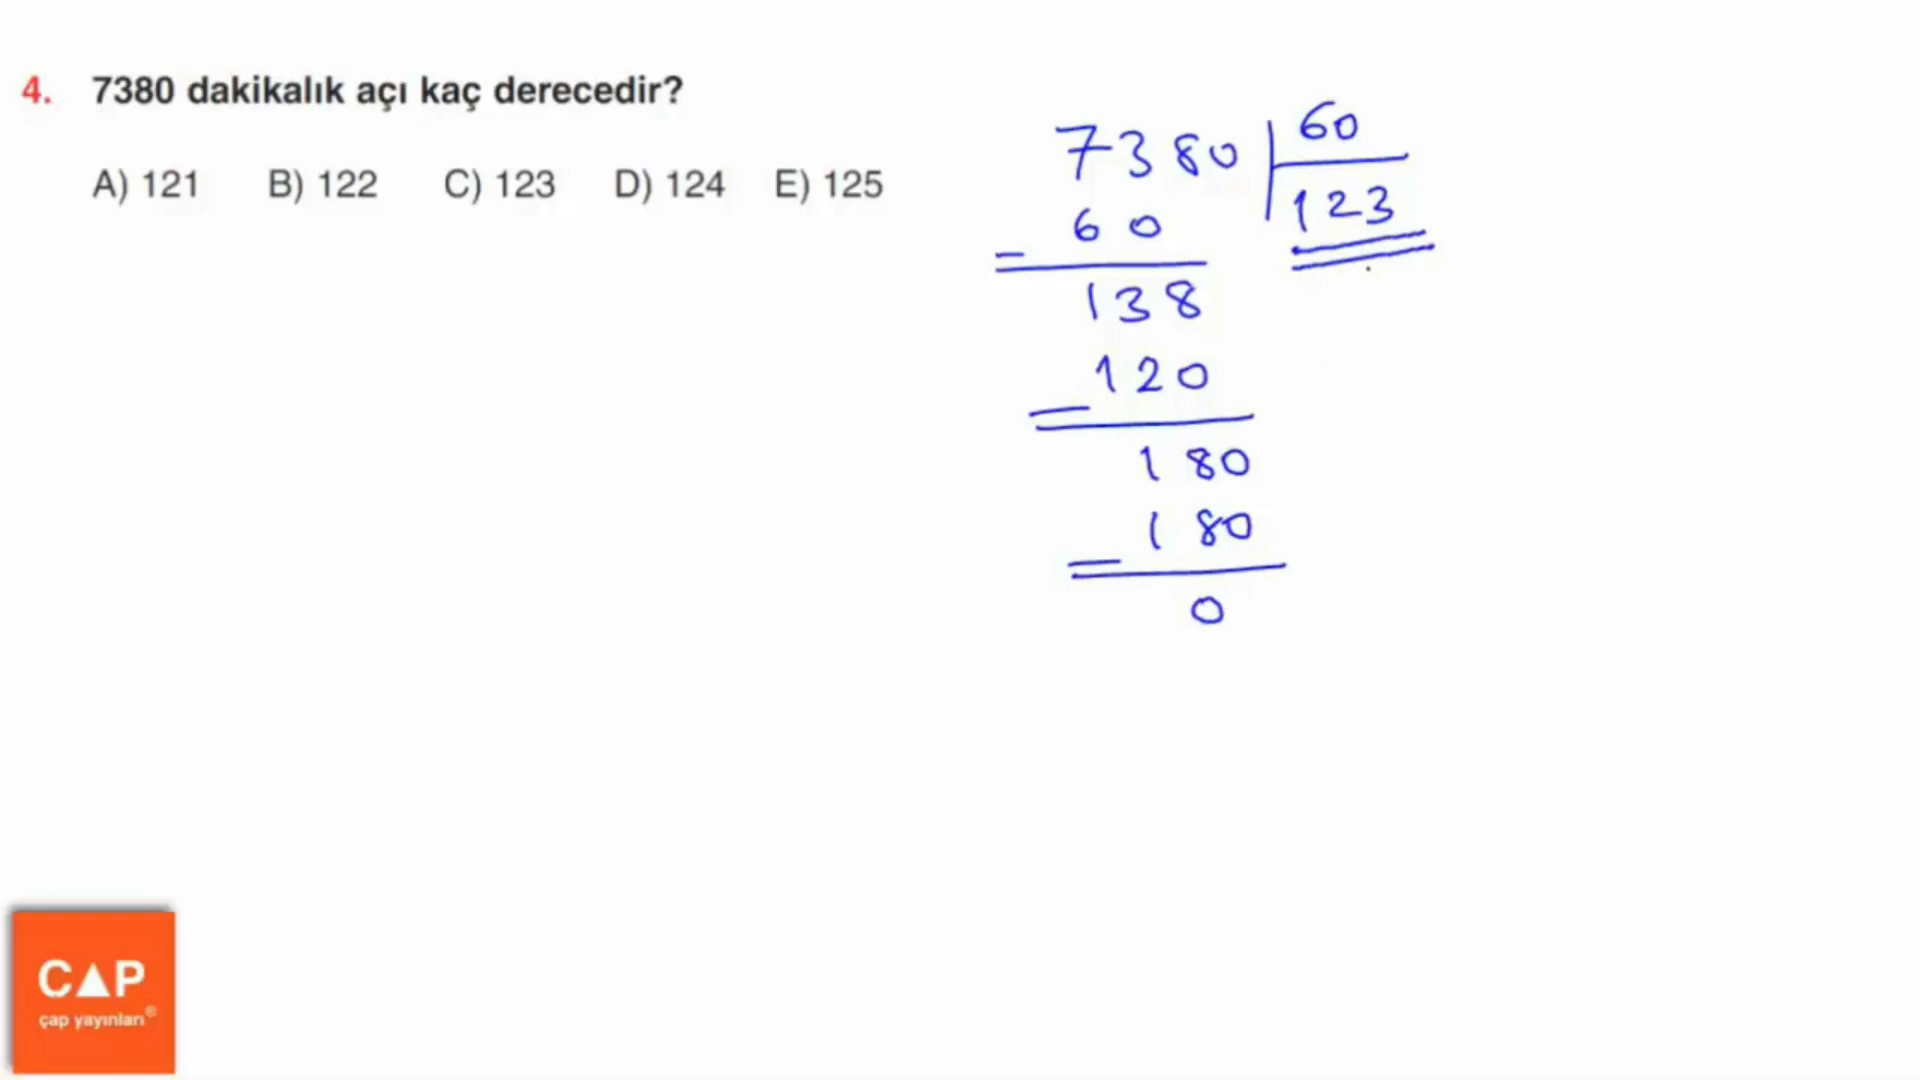 4. 7380 dakikalık açı kaç derecedir?
A) 121 B) 122 C) 123 D) 124 E) 125
7380 60
123
60
138
120
180
180
0
CAP
çap yayınları®